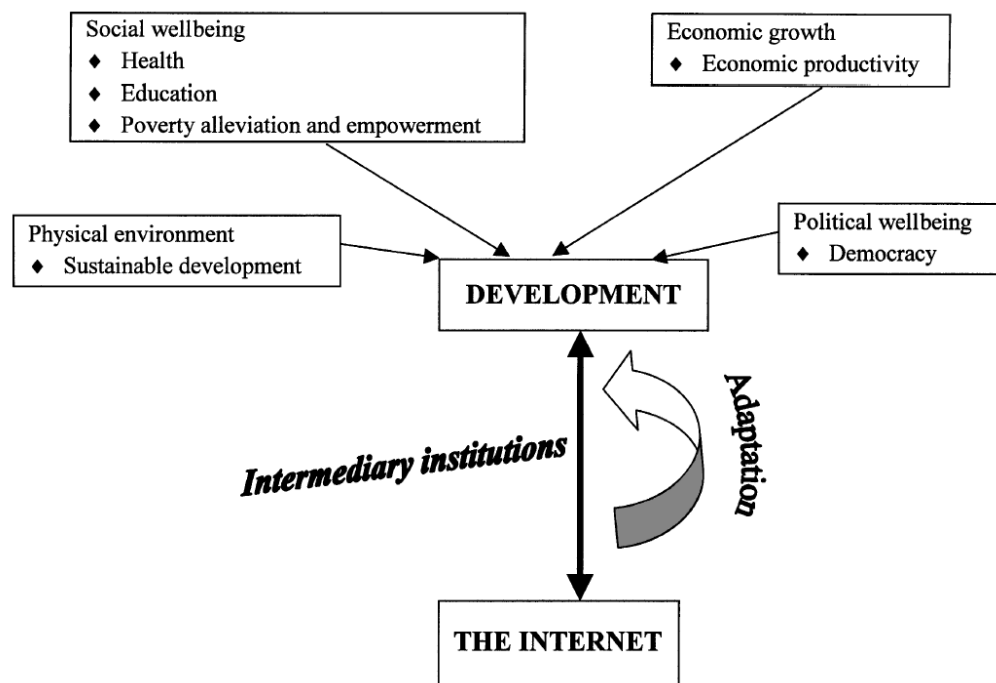 Social wellbeing
♦ Health
♦ Education
♦ Poverty alleviation and empowerment
Economic growth
♦ Economic productivity
Physical environment
♦ Sustainable development
Political wellbeing
♦ Democracy
DEVELOPMENT
Intermediary institutions
Adaptation
THE INTERNET